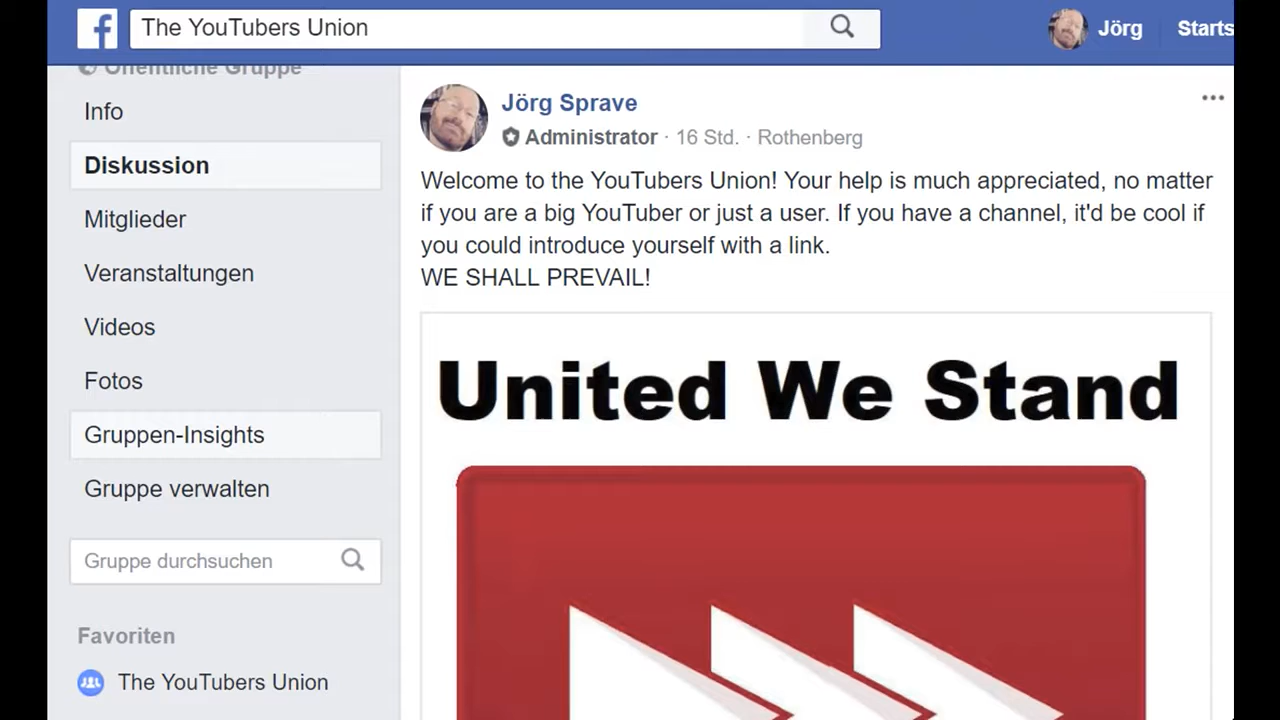 The YouTubers Union
Jörg
Starts
Öffentliche Gruppe
Info
Diskussion
Mitglieder
Veranstaltungen
Videos
Fotos
Gruppen-Insights
Gruppe verwalten
Gruppe durchsuchen
Favoriten
The YouTubers Union
Jörg Sprave
Administrator · 16 Std. · Rothenberg
Welcome to the YouTubers Union! Your help is much appreciated, no matter
if you are a big YouTuber or just a user. If you have a channel, it'd be cool if
you could introduce yourself with a link.
WE SHALL PREVAIL!
United We Stand